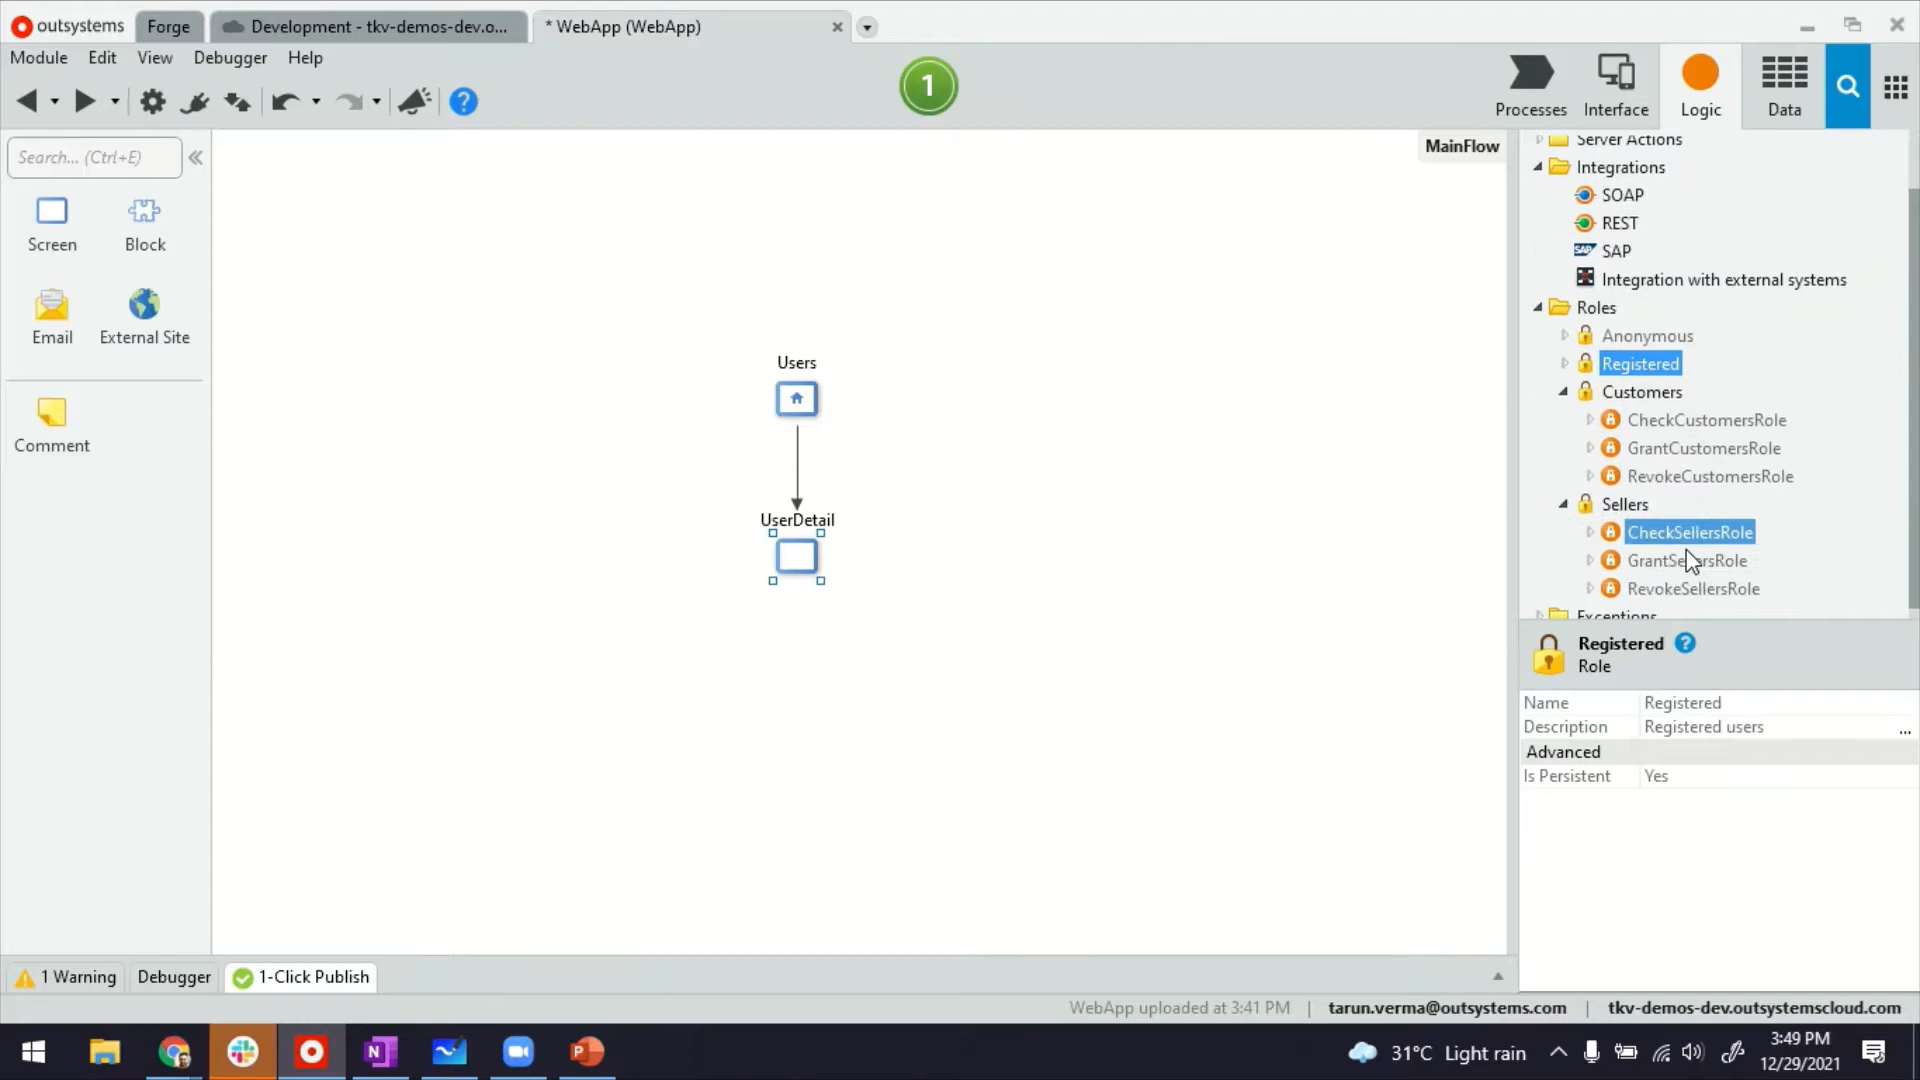 outsystems
Forge
Development - tkv-demos-dev.o...
* WebApp (WebApp)
Module Edit View Debugger Help
1
Processes
Interface
Logic
Data
Search... (Ctrl+E)
Screen
Block
Email
External Site
Comment
MainFlow
Users
UserDetail
Server Actions
Integrations
SOAP
REST
SAP SAP
Integration with external systems
Roles
Anonymous
Registered
Customers
CheckCustomersRole
GrantCustomersRole
RevokeCustomersRole
Sellers
CheckSellersRole
GrantSellersRole
RevokeSellersRole
Exceptions
Registered ?
Role
Name Registered
Description Registered users ...
Advanced
Is Persistent Yes
1 Warning
Debugger
1-Click Publish
WebApp uploaded at 3:41 PM | tarun.verma@outsystems.com | tkv-demos-dev.outsystemscloud.com
31°C Light rain
3:49 PM
12/29/2021